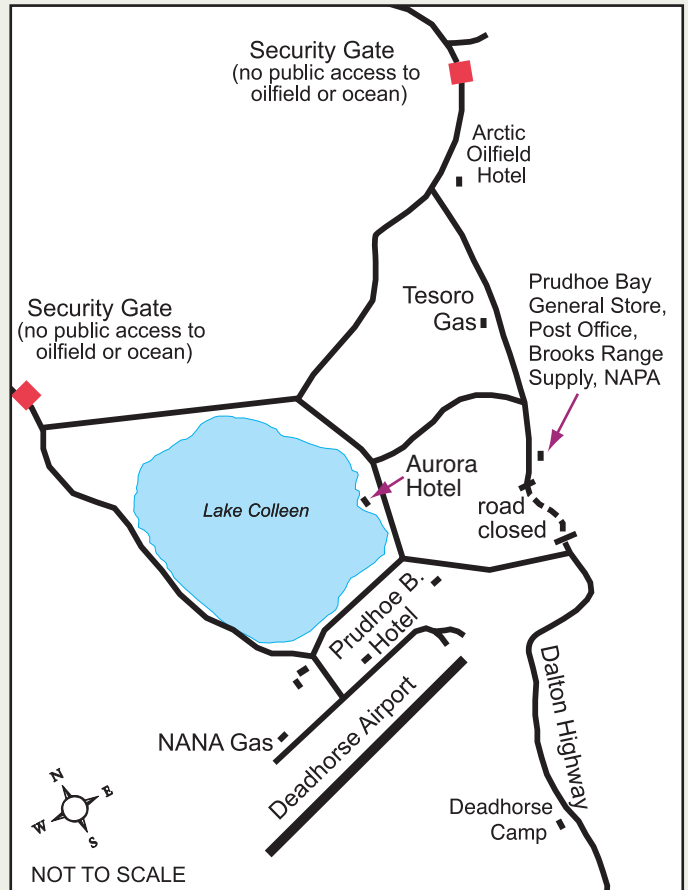 Security Gate
(no public access to
oilfield or ocean)
Arctic
Oilfield
Hotel
Tesoro
Gas
Prudhoe Bay
General Store,
Post Office,
Brooks Range
Supply, NAPA
Security Gate
(no public access to
oilfield or ocean)
Aurora
Hotel
Lake Colleen
road
closed
Prudhoe B.
Hotel
NANA Gas
Deadhorse Airport
Dalton Highway
Deadhorse
Camp
N
E
W
S
NOT TO SCALE